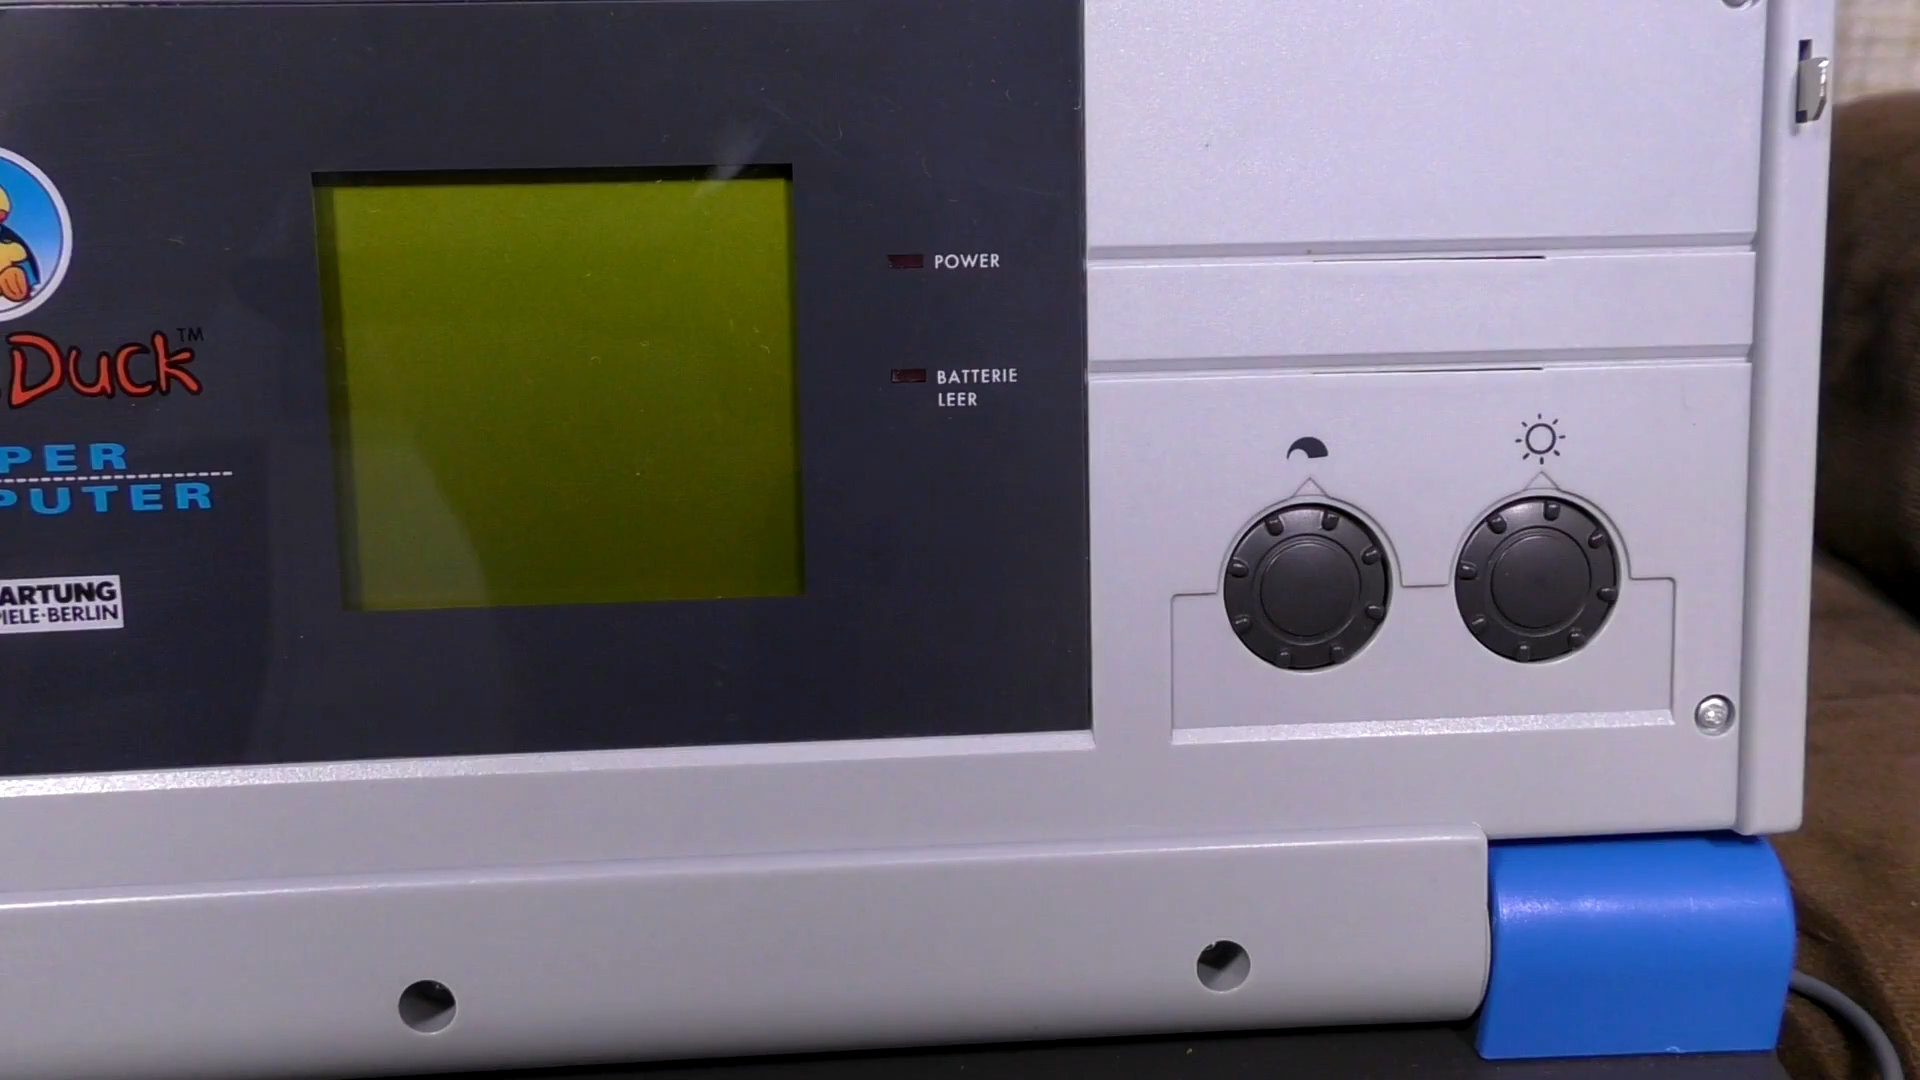 Duck™
PER
PUTER
ARTUNG
PIELE·BERLIN
POWER
BATTERIE
LEER